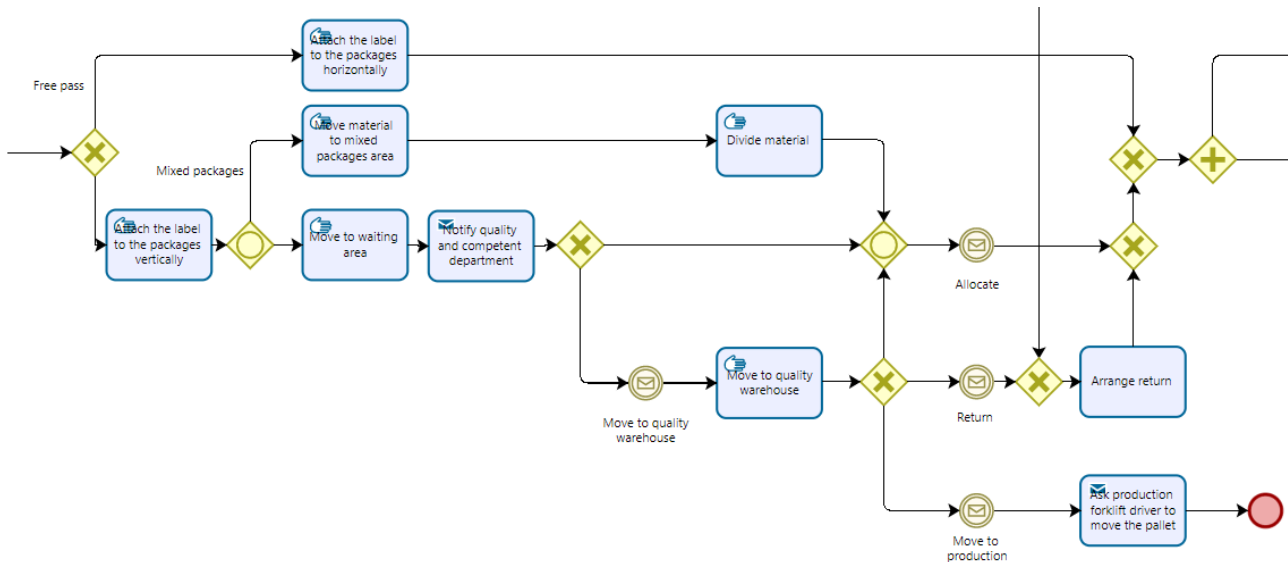 Attach the label
to the packages
horizontally
Free pass
Move material
to mixed
packages area
Divide material
Mixed packages
Attach the label
to the packages
vertically
Move to waiting
area
Notify quality
and competent
department
Allocate
Move to quality
warehouse
Move to quality
warehouse
Return
Arrange return
Ask production
forklift driver to
move the pallet
Move to
production